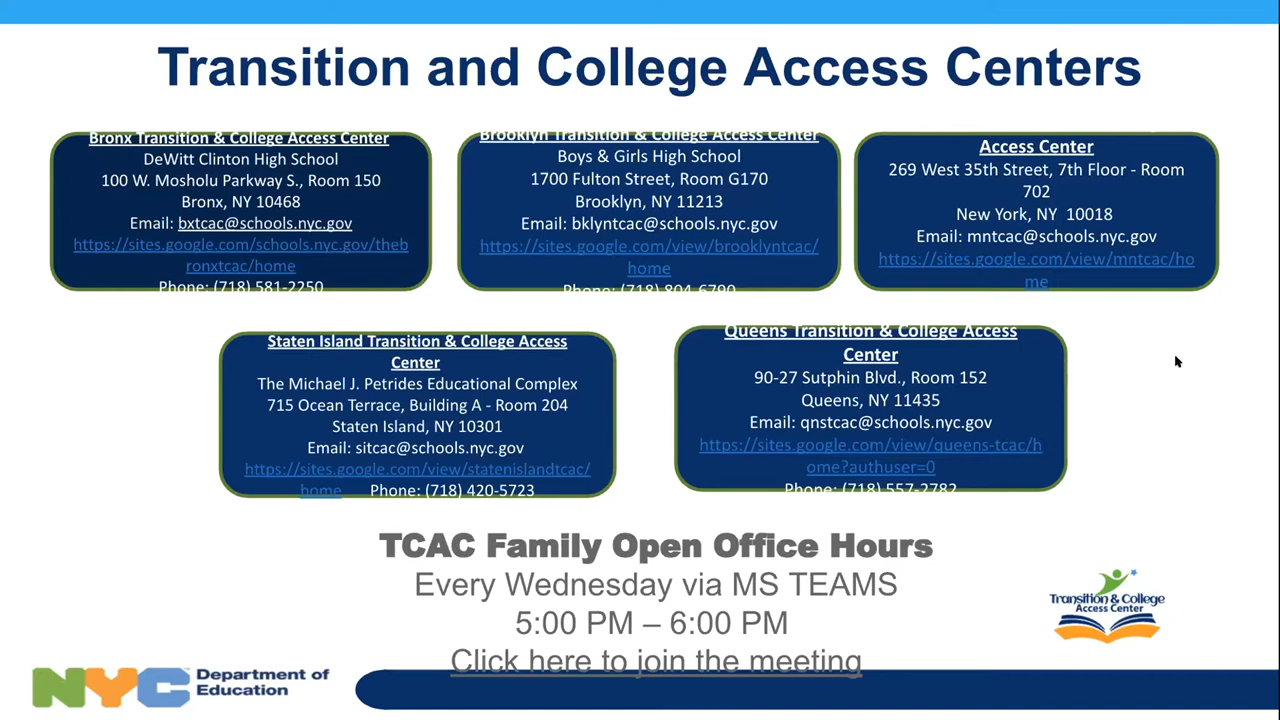 Transition and College Access Centers
Bronx Transition & College Access Center
DeWitt Clinton High School
100 W. Mosholu Parkway S., Room 150
Bronx, NY 10468
Email: bxtcac@schools.nyc.gov
https://sites.google.com/schools.nyc.gov/theb
ronxtcac/home
Phone: (718) 581-2250
Brooklyn Transition & College Access Center
Boys & Girls High School
1700 Fulton Street, Room G170
Brooklyn, NY 11213
Email: bklyntcac@schools.nyc.gov
https://sites.google.com/view/brooklyntcac/
home
Phone: (718) 804-6790
Access Center
269 West 35th Street, 7th Floor - Room
702
New York, NY 10018
Email: mntcac@schools.nyc.gov
https://sites.google.com/view/mntcac/ho
me
Staten Island Transition & College Access
Center
The Michael J. Petrides Educational Complex
715 Ocean Terrace, Building A - Room 204
Staten Island, NY 10301
Email: sitcac@schools.nyc.gov
https://sites.google.com/view/statenislandtcac/
home Phone: (718) 420-5723
Queens Transition & College Access
Center
90-27 Sutphin Blvd., Room 152
Queens, NY 11435
Email: qnstcac@schools.nyc.gov
https://sites.google.com/view/queens-tcac/h
ome?authuser=0
Phone: (718) 557-2782
TCAC Family Open Office Hours
Every Wednesday via MS TEAMS
5:00 PM – 6:00 PM
Click here to join the meeting
Transition & College
Access Center
NYC
Department of
Education